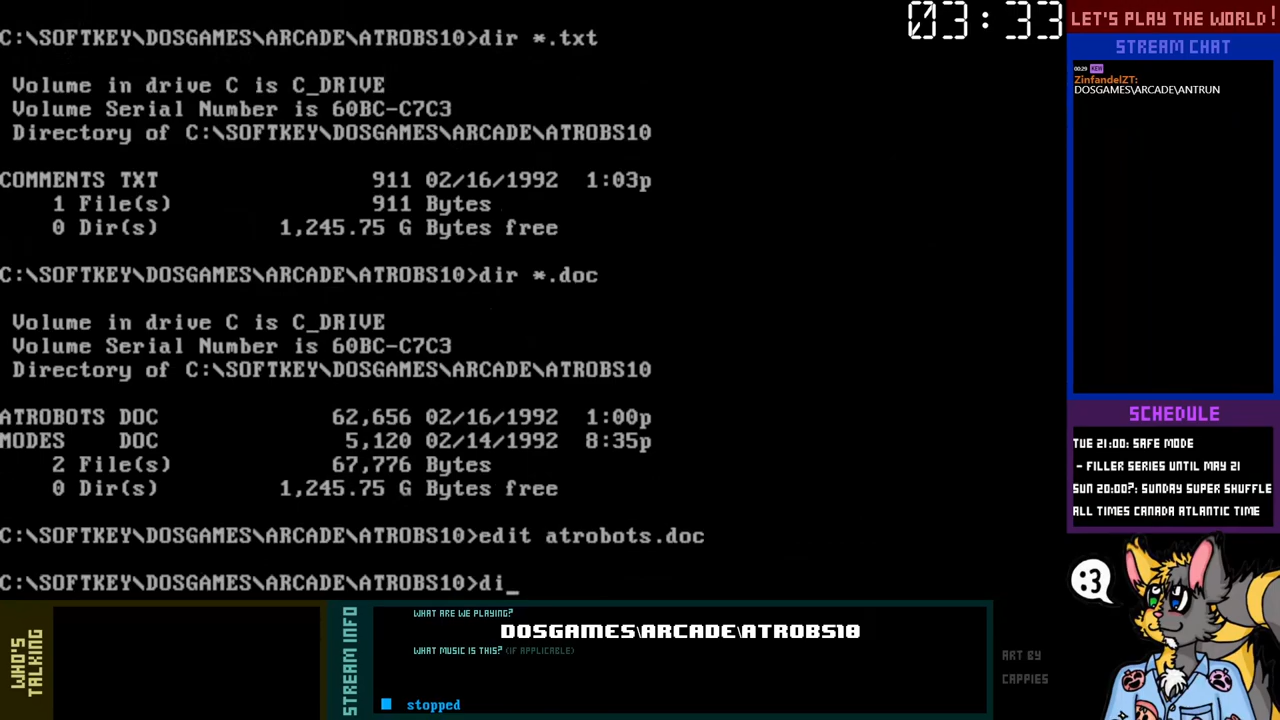 C:\SOFTKEY\DOSGAMES\ARCADE\ATROBS10>dir *.txt
Volume in drive C is C_DRIVE
Volume Serial Number is 60BC-C7C3
Directory of C:\SOFTKEY\DOSGAMES\ARCADE\ATROBS10
COMMENTS TXT 911 02/16/1992 1:03p
1 File(s) 911 Bytes
0 Dir(s) 1,245.75 G Bytes free
C:\SOFTKEY\DOSGAMES\ARCADE\ATROBS10>dir *.doc
Volume in drive C is C_DRIVE
Volume Serial Number is 60BC-C7C3
Directory of C:\SOFTKEY\DOSGAMES\ARCADE\ATROBS10
ATROBOTS DOC 62,656 02/16/1992 1:00p
MODES DOC 5,120 02/14/1992 8:35p
2 File(s) 67,776 Bytes
0 Dir(s) 1,245.75 G Bytes free
C:\SOFTKEY\DOSGAMES\ARCADE\ATROBS10>edit atrobots.doc
C:\SOFTKEY\DOSGAMES\ARCADE\ATROBS10>di_
03:33
LET'S PLAY THE WORLD!
STREAM CHAT
00:29 NEW
ZinfandelZT:
DOSGAMES\ARCADE\ANTRUN
SCHEDULE
TUE 21:00: SAFE MODE
- FILLER SERIES UNTIL MAY 21
SUN 20:00?: SUNDAY SUPER SHUFFLE
ALL TIMES CANADA ATLANTIC TIME
:3
WHO'S
TALKING
STREAM INFO
WHAT ARE WE PLAYING?
DOSGAMES\ARCADE\ATROBS10
WHAT MUSIC IS THIS? (IF APPLICABLE)
stopped
ART BY
CAPPIES